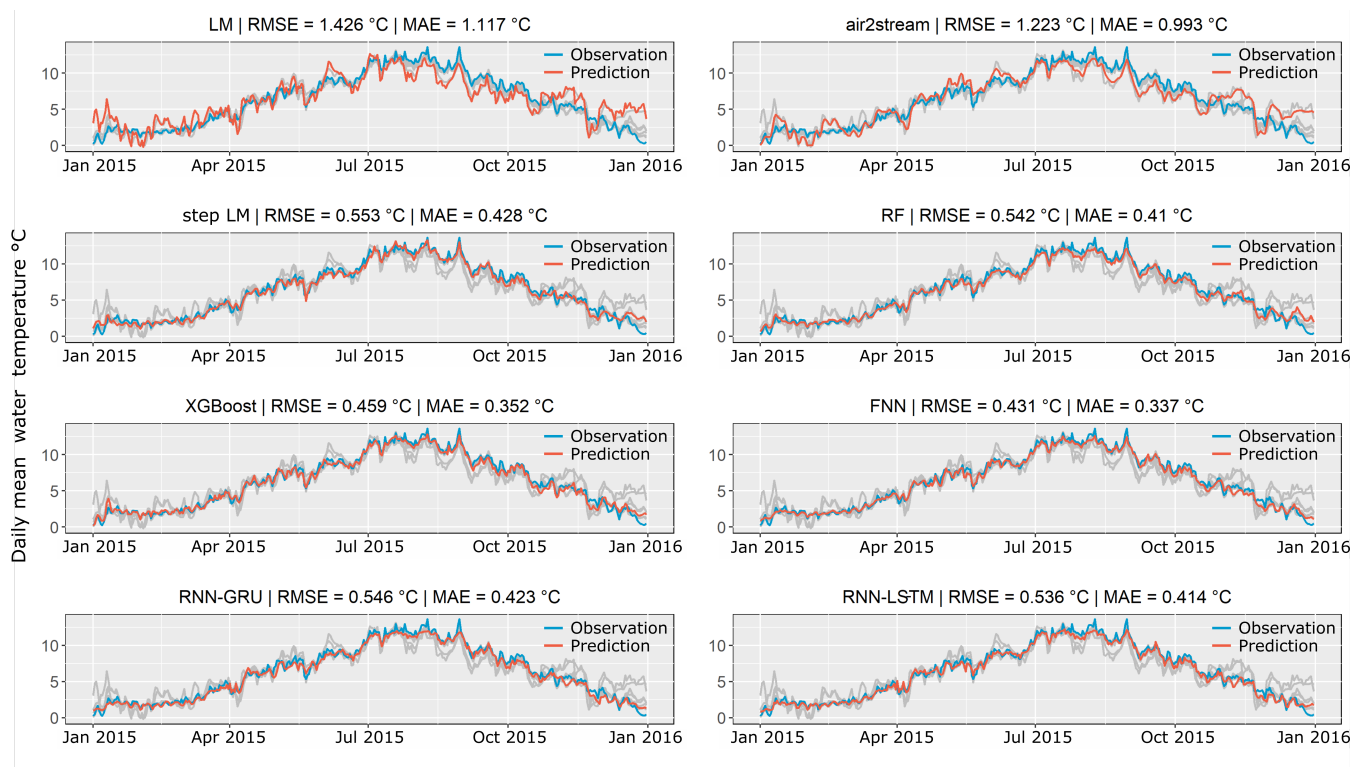 Daily mean water temperature °C
LM | RMSE = 1.426 °C | MAE = 1.117 °C
Observation
Prediction
10
5
0
Jan 2015 Apr 2015 Jul 2015 Oct 2015 Jan 2016
air2stream | RMSE = 1.223 °C | MAE = 0.993 °C
Observation
Prediction
10
5
0
Jan 2015 Apr 2015 Jul 2015 Oct 2015 Jan 2016
step LM | RMSE = 0.553 °C | MAE = 0.428 °C
Observation
Prediction
10
5
0
Jan 2015 Apr 2015 Jul 2015 Oct 2015 Jan 2016
RF | RMSE = 0.542 °C | MAE = 0.41 °C
Observation
Prediction
10
5
0
Jan 2015 Apr 2015 Jul 2015 Oct 2015 Jan 2016
XGBoost | RMSE = 0.459 °C | MAE = 0.352 °C
Observation
Prediction
10
5
0
Jan 2015 Apr 2015 Jul 2015 Oct 2015 Jan 2016
FNN | RMSE = 0.431 °C | MAE = 0.337 °C
Observation
Prediction
10
5
0
Jan 2015 Apr 2015 Jul 2015 Oct 2015 Jan 2016
RNN-GRU | RMSE = 0.546 °C | MAE = 0.423 °C
Observation
Prediction
10
5
0
Jan 2015 Apr 2015 Jul 2015 Oct 2015 Jan 2016
RNN-LSTM | RMSE = 0.536 °C | MAE = 0.414 °C
Observation
Prediction
10
5
0
Jan 2015 Apr 2015 Jul 2015 Oct 2015 Jan 2016